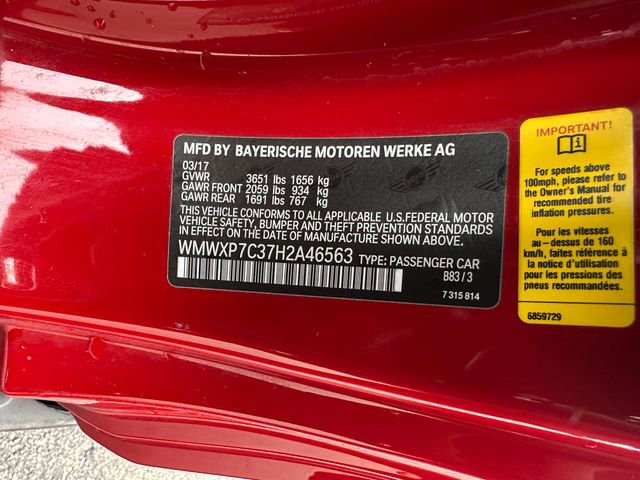 MFD BY BAYERISCHE MOTOREN WERKE AG
03/17
GVWR 3651 lbs 1656 kg
GAWR FRONT 2059 lbs 934 kg
GAWR REAR 1691 lbs 767 kg
THIS VEHICLE CONFORMS TO ALL APPLICABLE U.S.FEDERAL MOTOR
VEHICLE SAFETY, BUMPER AND THEFT PREVENTION STANDARDS
IN EFFECT ON THE DATE OF MANUFACTURE SHOWN ABOVE.
WMWXP7C37H2A46563 TYPE: PASSENGER CAR
B83/3
7 315 814
IMPORTANT!
For speeds above
100mph, please refer to
the Owner's Manual for
recommended tire
inflation pressures.
Pour les vitesses
au-dessus de 160
km/h, faites référence à
la notice d'utilisation
pour les pressions des
pneus recommandées.
6859729